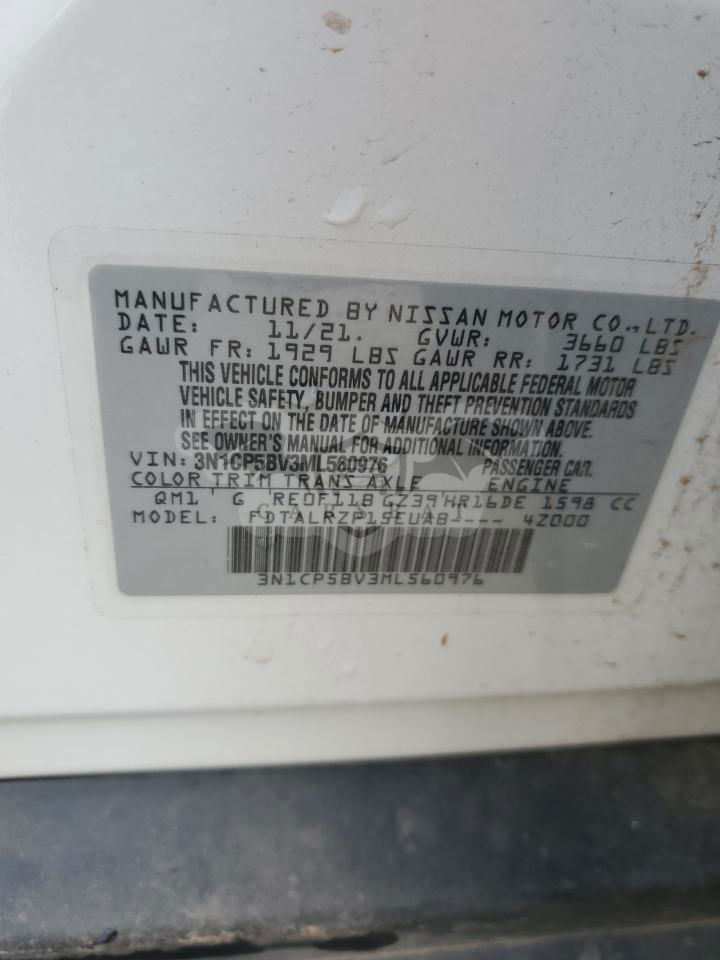 MANUFACTURED BY NISSAN MOTOR CO.,LTD.
DATE: 11/21. GVWR: 3660 LBS
GAWR FR: 1929 LBS GAWR RR: 1731 LBS
THIS VEHICLE CONFORMS TO ALL APPLICABLE FEDERAL MOTOR
VEHICLE SAFETY, BUMPER AND THEFT PREVENTION STANDARDS
IN EFFECT ON THE DATE OF MANUFACTURE SHOWN ABOVE.
SEE OWNER'S MANUAL FOR ADDITIONAL INFORMATION.
VIN: 3N1CP5BV3ML560976 PASSENGER CAR.
COLOR TRIM TRANS AXLE ENGINE
QM1 G RE0F11B GZ39 HR16DE 1598 CC
MODEL: FDTALRZP15EUAB---- 4Z000
3N1CP5BV3ML560976